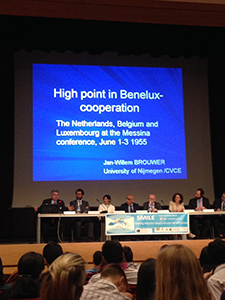 High point in Benelux-
cooperation
The Netherlands, Belgium and
Luxembourg at the Messina
conference, June 1-3 1955
Jan-Willem BROUWER
University of Nijmegen /CVCE
SMILE